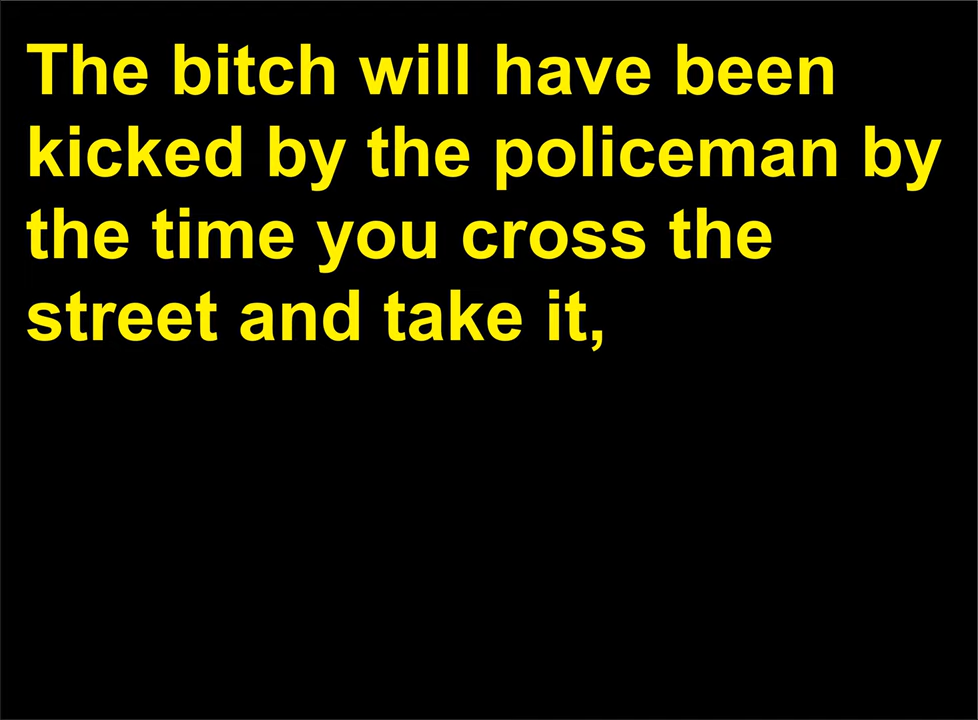 The bitch will have been
kicked by the policeman by
the time you cross the
street and take it,